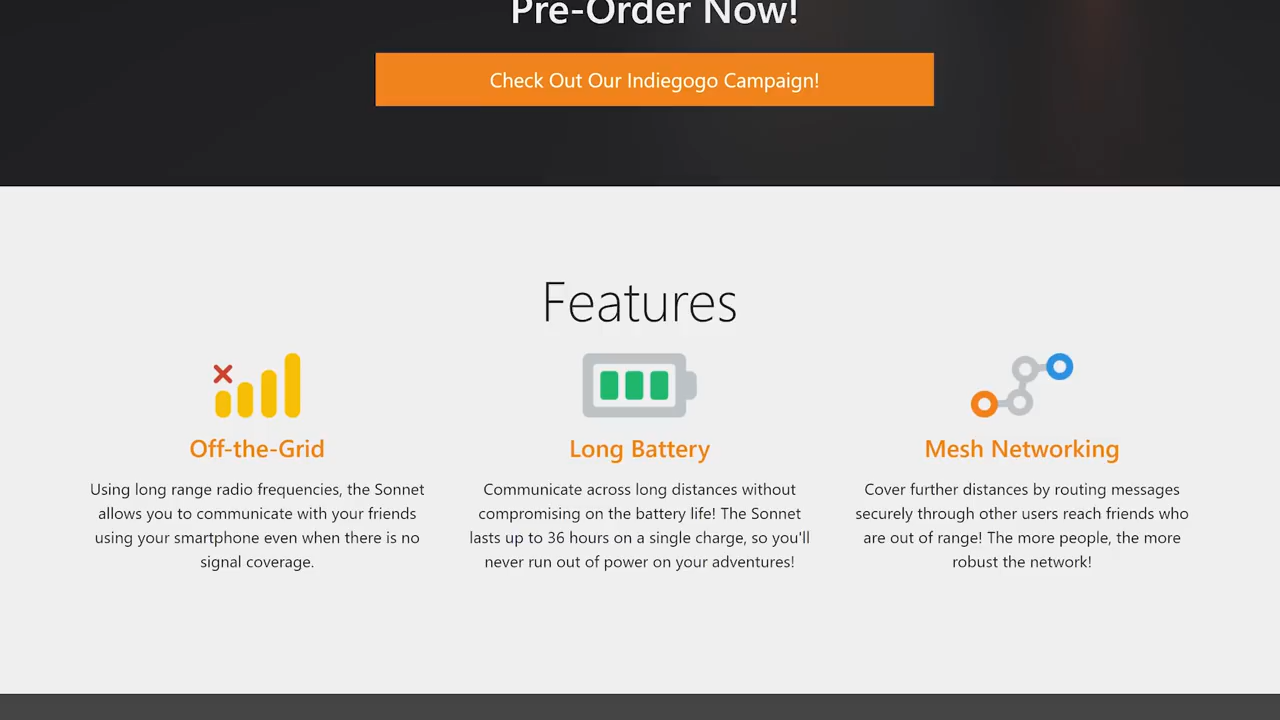 Pre-Order Now!
Check Out Our Indiegogo Campaign!
Features
Off-the-Grid
Using long range radio frequencies, the Sonnet
allows you to communicate with your friends
using your smartphone even when there is no
signal coverage.
Long Battery
Communicate across long distances without
compromising on the battery life! The Sonnet
lasts up to 36 hours on a single charge, so you'll
never run out of power on your adventures!
Mesh Networking
Cover further distances by routing messages
securely through other users reach friends who
are out of range! The more people, the more
robust the network!